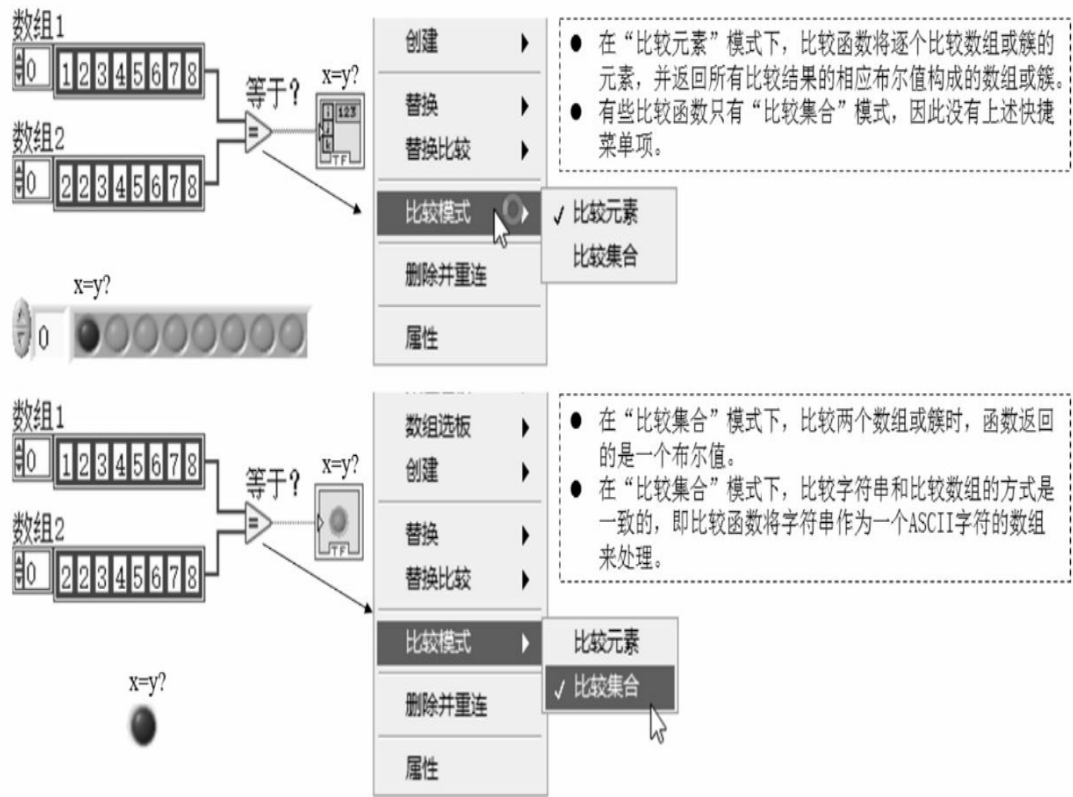 数组1
0 1 2 3 4 5 6 7 8
数组2
0 2 2 3 4 5 6 7 8
等于?
x=y?
123
TF
x=y?
0
创建
替换
替换比较
比较模式
删除并重连
属性
✓ 比较元素
比较集合
● 在“比较元素”模式下，比较函数将逐个比较数组或簇的
元素，并返回所有比较结果的相应布尔值构成的数组或簇。
● 有些比较函数只有“比较集合”模式，因此没有上述快捷
菜单项。
数组1
0 1 2 3 4 5 6 7 8
数组2
0 2 2 3 4 5 6 7 8
等于?
x=y?
TF
x=y?
数组选板
创建
替换
替换比较
比较模式
删除并重连
属性
比较元素
✓ 比较集合
● 在“比较集合”模式下，比较两个数组或簇时，函数返回
的是一个布尔值。
● 在“比较集合”模式下，比较字符串和比较数组的方式是
一致的，即比较函数将字符串作为一个ASCII字符的数组
来处理。